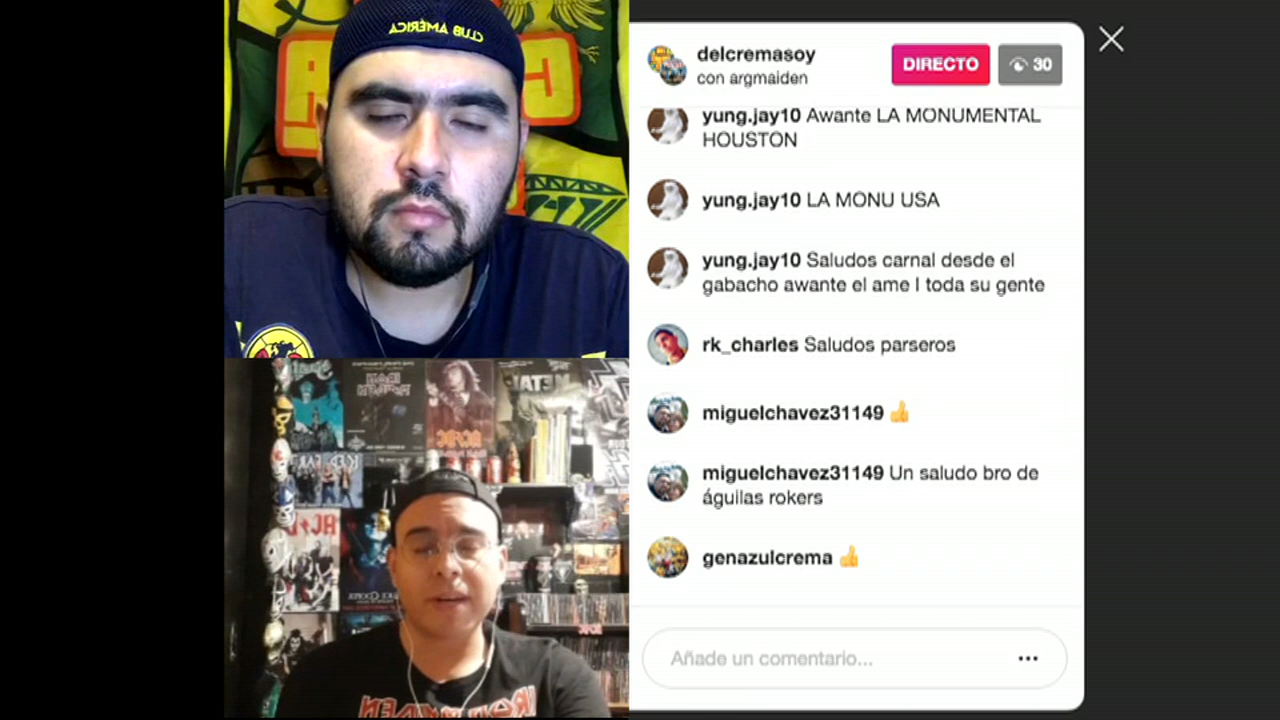 CLUB AMÉRICA
delcremasoy
con argmaiden
DIRECTO
30
yung.jay10 Awante LA MONUMENTAL
HOUSTON
yung.jay10 LA MONU USA
yung.jay10 Saludos carnal desde el
gabacho awante el ame I toda su gente
rk_charles Saludos parseros
miguelchavez31149 👍
miguelchavez31149 Un saludo bro de
águilas rokers
genazulcrema 👍
Añade un comentario...
IRON MAIDEN